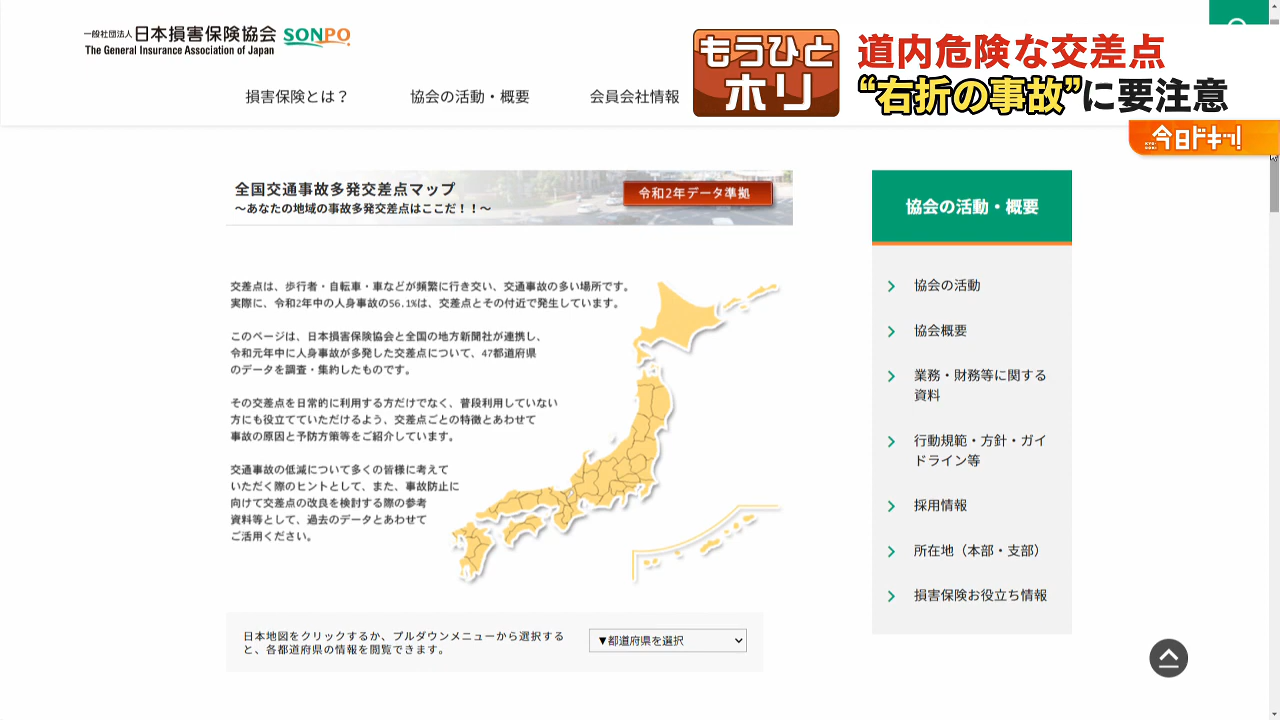 一般社団法人日本損害保険協会 SONPO
The General Insurance Association of Japan
損害保険とは？
協会の活動・概要
会員会社情報
もうひと
ホリ
道内危険な交差点
“右折の事故”に要注意
今日ドキッ!
全国交通事故多発交差点マップ
～あなたの地域の事故多発交差点はここだ！！～
令和2年データ準拠
交差点は、歩行者・自転車・車などが頻繁に行き交い、交通事故の多い場所です。
実際に、令和2年中の人身事故の56.1%は、交差点とその付近で発生しています。
このページは、日本損害保険協会と全国の地方新聞社が連携し、
令和元年中に人身事故が多発した交差点について、47都道府県
のデータを調査・集約したものです。
その交差点を日常的に利用する方だけでなく、普段利用していない
方にも役立てていただけるよう、交差点ごとの特徴とあわせて
事故の原因と予防方策等をご紹介しています。
交通事故の低減について多くの皆様に考えて
いただく際のヒントとして、また、事故防止に
向けて交差点の改良を検討する際の参考
資料等として、過去のデータとあわせて
ご活用ください。
日本地図をクリックするか、プルダウンメニューから選択する
と、各都道府県の情報を閲覧できます。
▼都道府県を選択
協会の活動・概要
協会の活動
協会概要
業務・財務等に関する
資料
行動規範・方針・ガイ
ドライン等
採用情報
所在地（本部・支部）
損害保険お役立ち情報